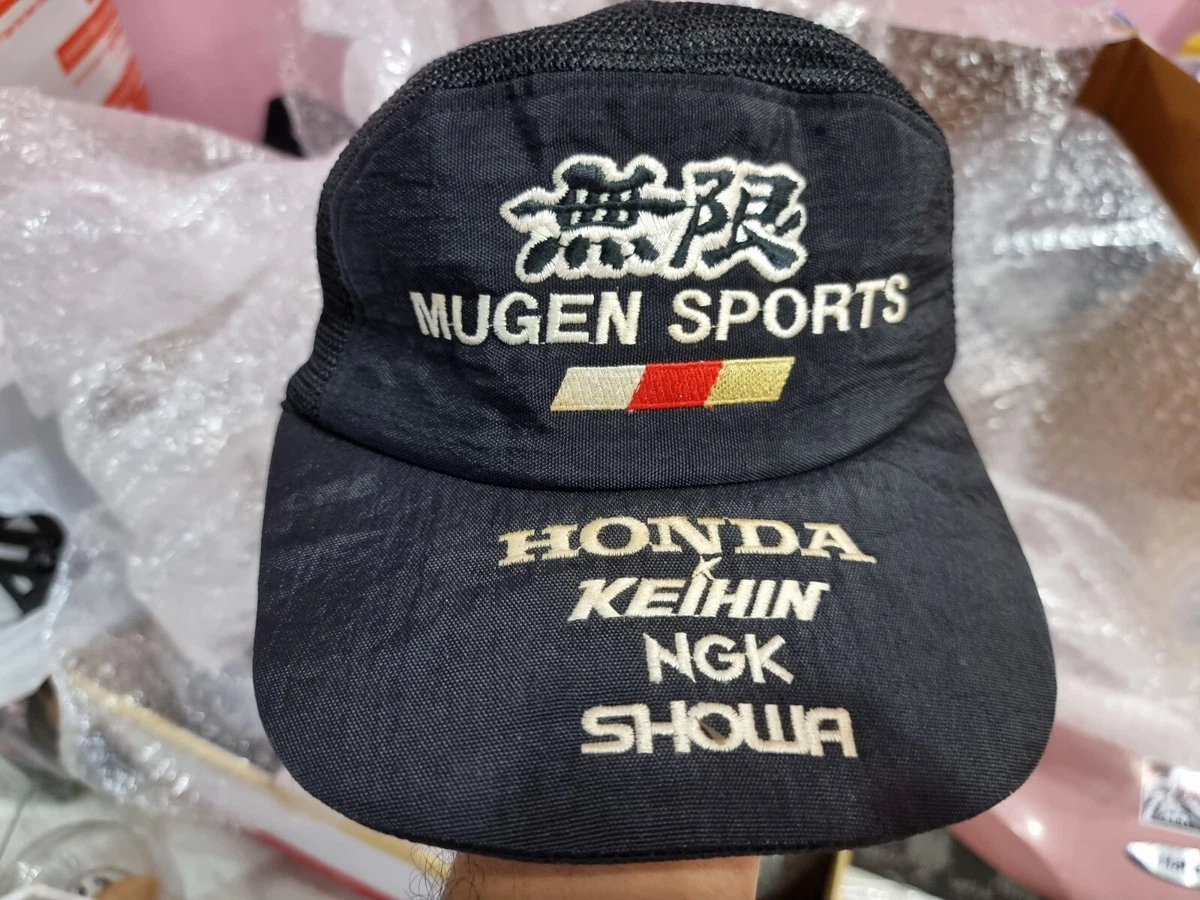 無限
MUGEN SPORTS
HONDA
KEIHIN
NGK
SHOWA